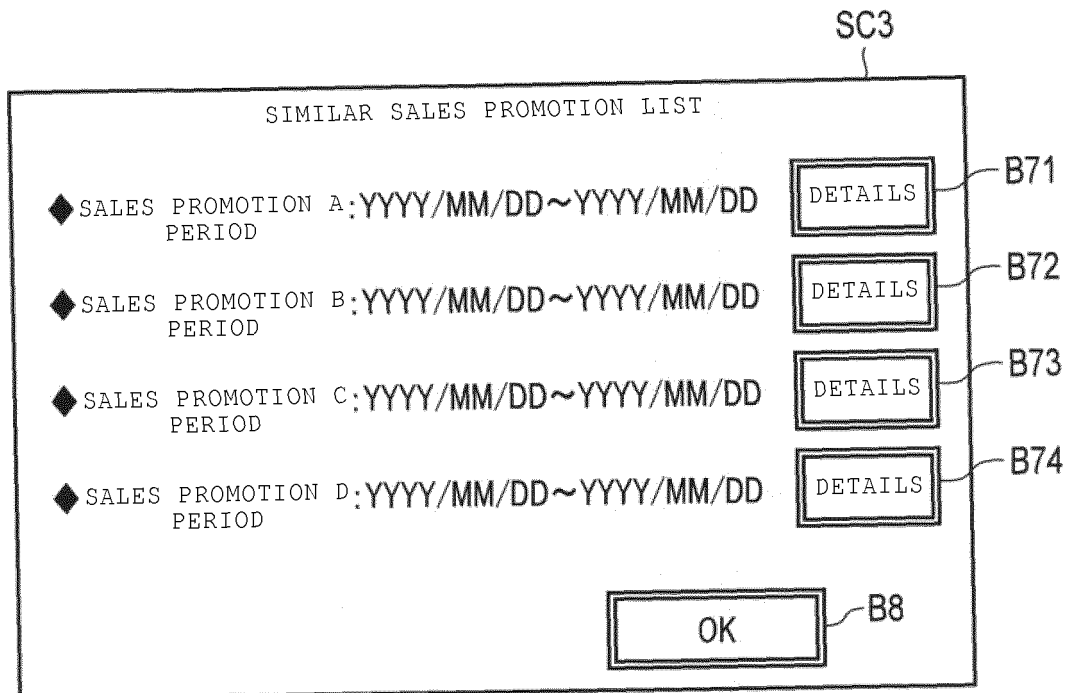 SC3
SIMILAR SALES PROMOTION LIST
◆SALES PROMOTION A:YYYY/MM/DD~YYYY/MM/DD DETAILS B71
PERIOD
◆SALES PROMOTION B:YYYY/MM/DD~YYYY/MM/DD DETAILS B72
PERIOD
◆SALES PROMOTION C:YYYY/MM/DD~YYYY/MM/DD DETAILS B73
PERIOD
◆SALES PROMOTION D:YYYY/MM/DD~YYYY/MM/DD DETAILS B74
PERIOD
OK B8